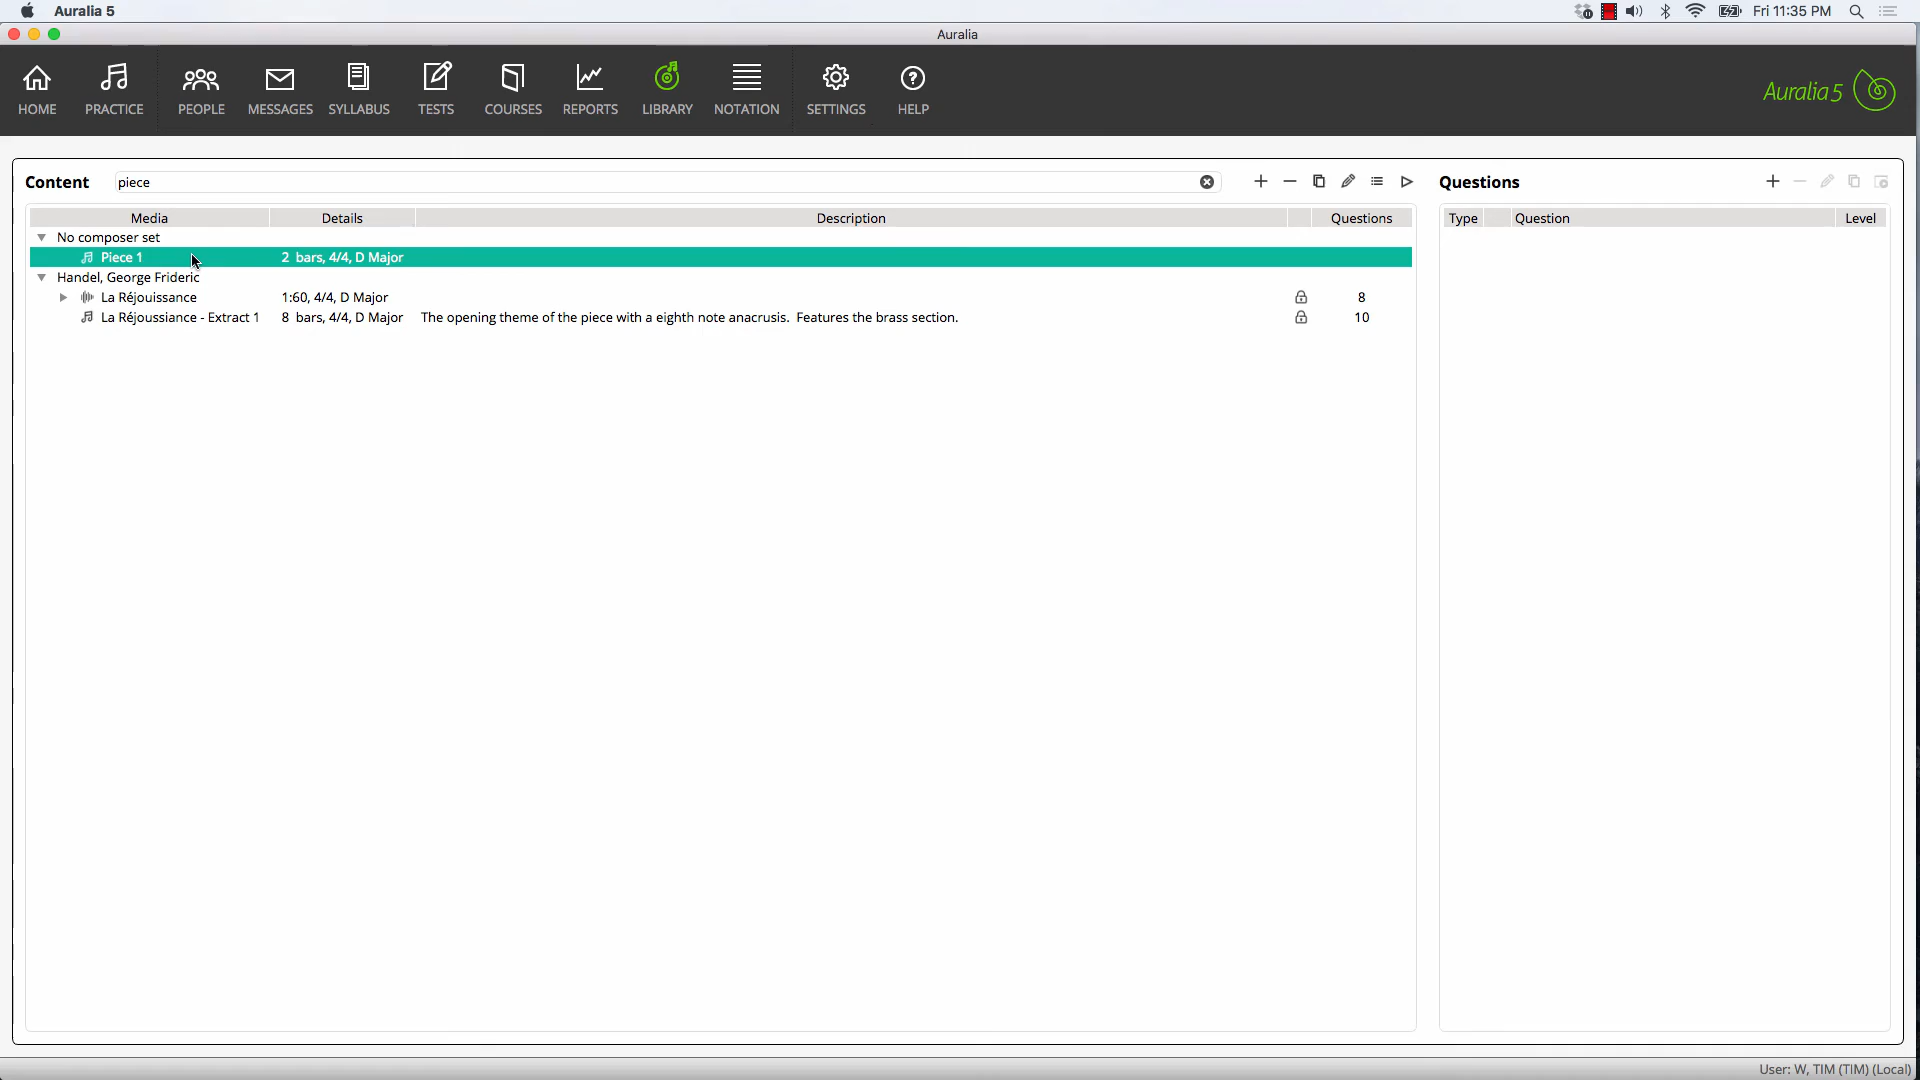 Auralia 5
Fri 11:35 PM
Auralia
HOME
PRACTICE
PEOPLE
MESSAGES
SYLLABUS
TESTS
COURSES
REPORTS
LIBRARY
NOTATION
SETTINGS
HELP
Auralia 5
Content
piece
Questions
Media Details Description Questions
Type Question Level
No composer set
Piece 1 2 bars, 4/4, D Major
Handel, George Frideric
La Réjouissance 1:60, 4/4, D Major 8
La Réjoussiance - Extract 1 8 bars, 4/4, D Major The opening theme of the piece with a eighth note anacrusis. Features the brass section. 10
User: W, TIM (TIM) (Local)